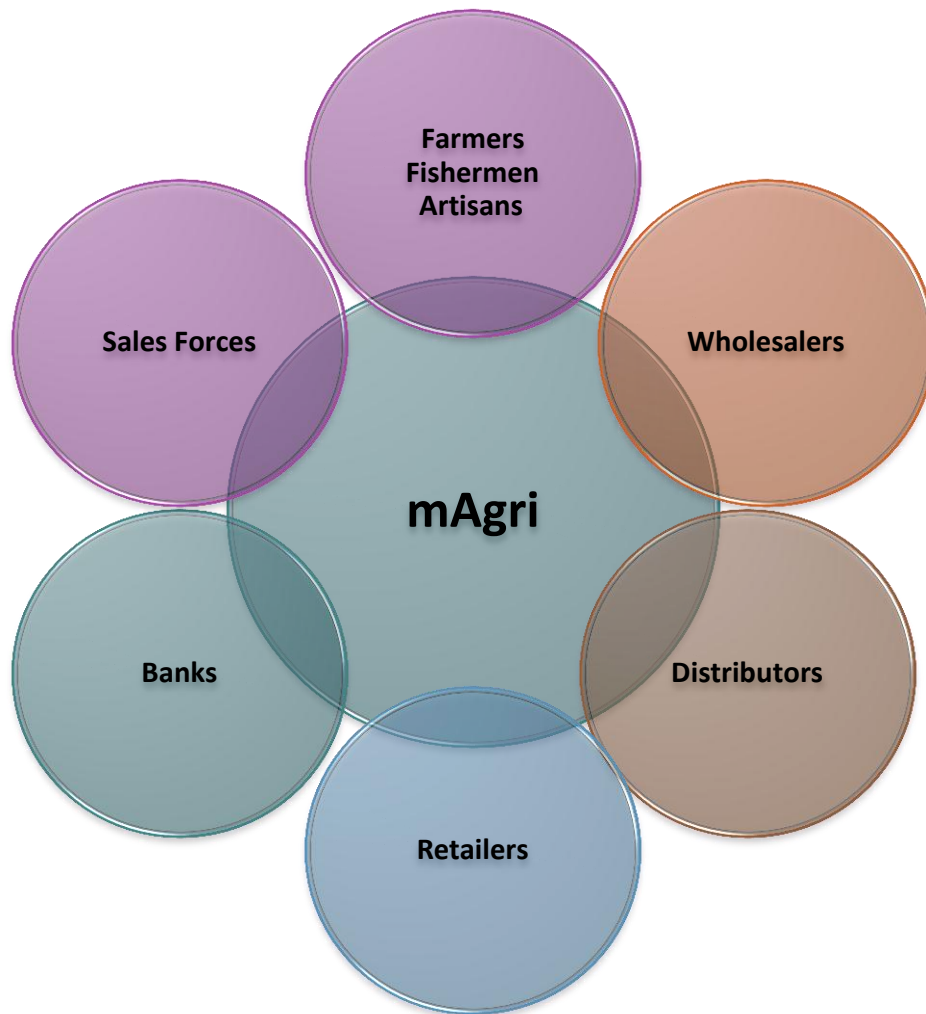 Farmers
Fishermen
Artisans
Sales Forces
Wholesalers
mAgri
Banks
Distributors
Retailers